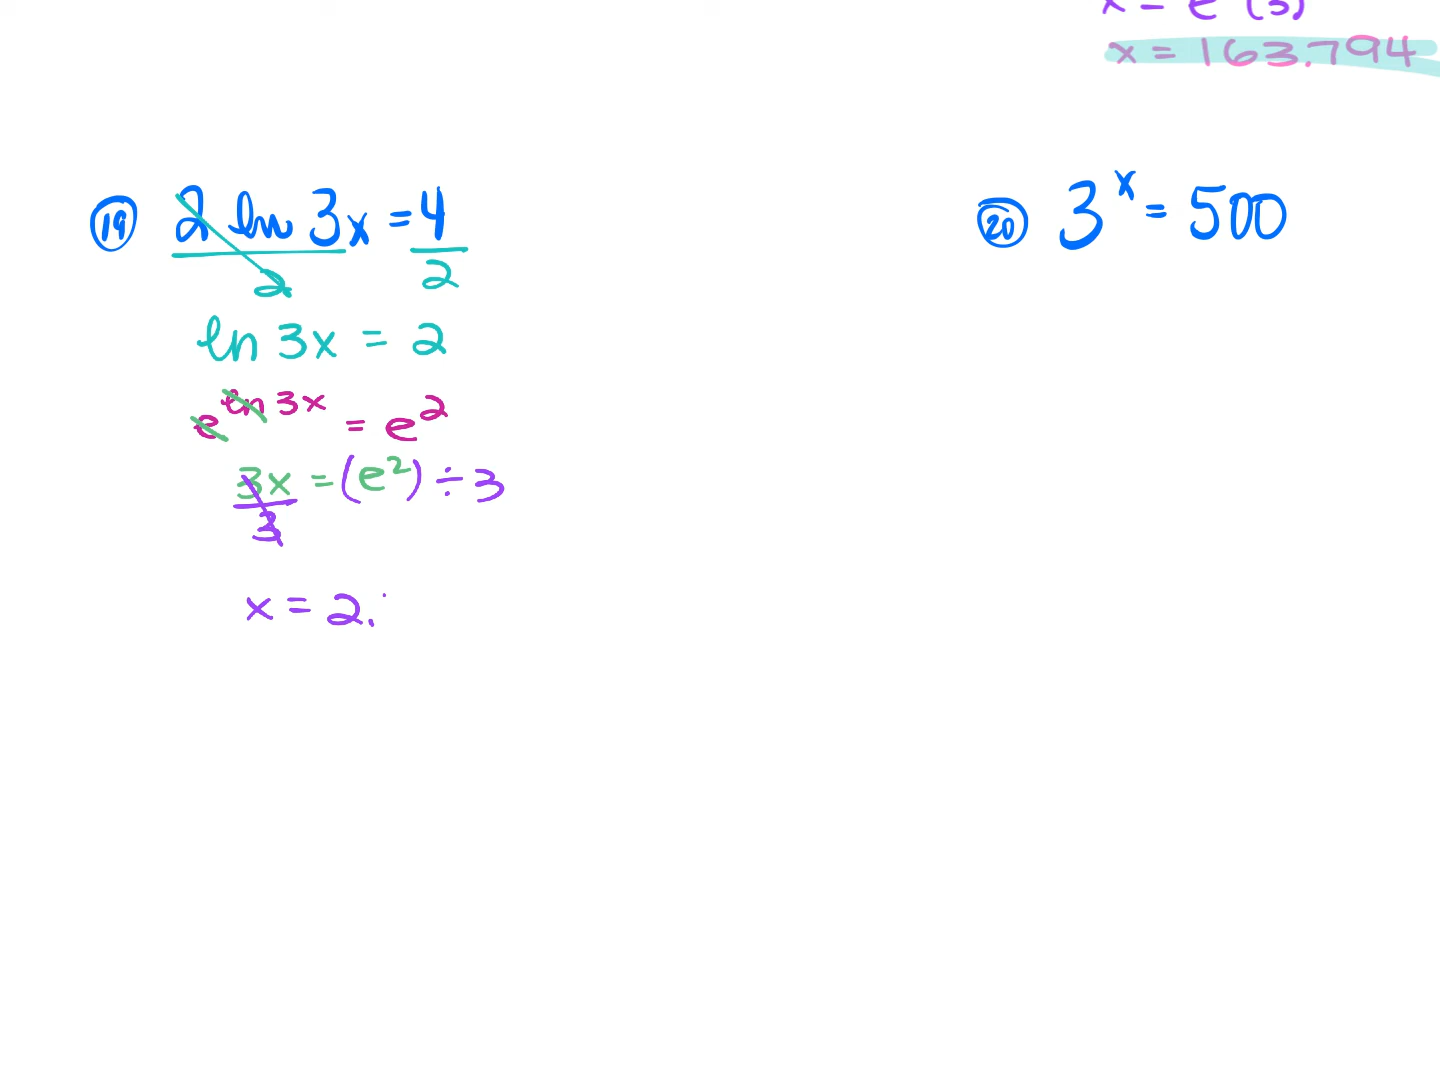 x = e (3)
x = 163.794
19 2 ln 3x = 4
2 2
ln 3x = 2
e^ln 3x = e^2
3x = (e^2) ÷ 3
3
x = 2.
20 3^x = 500